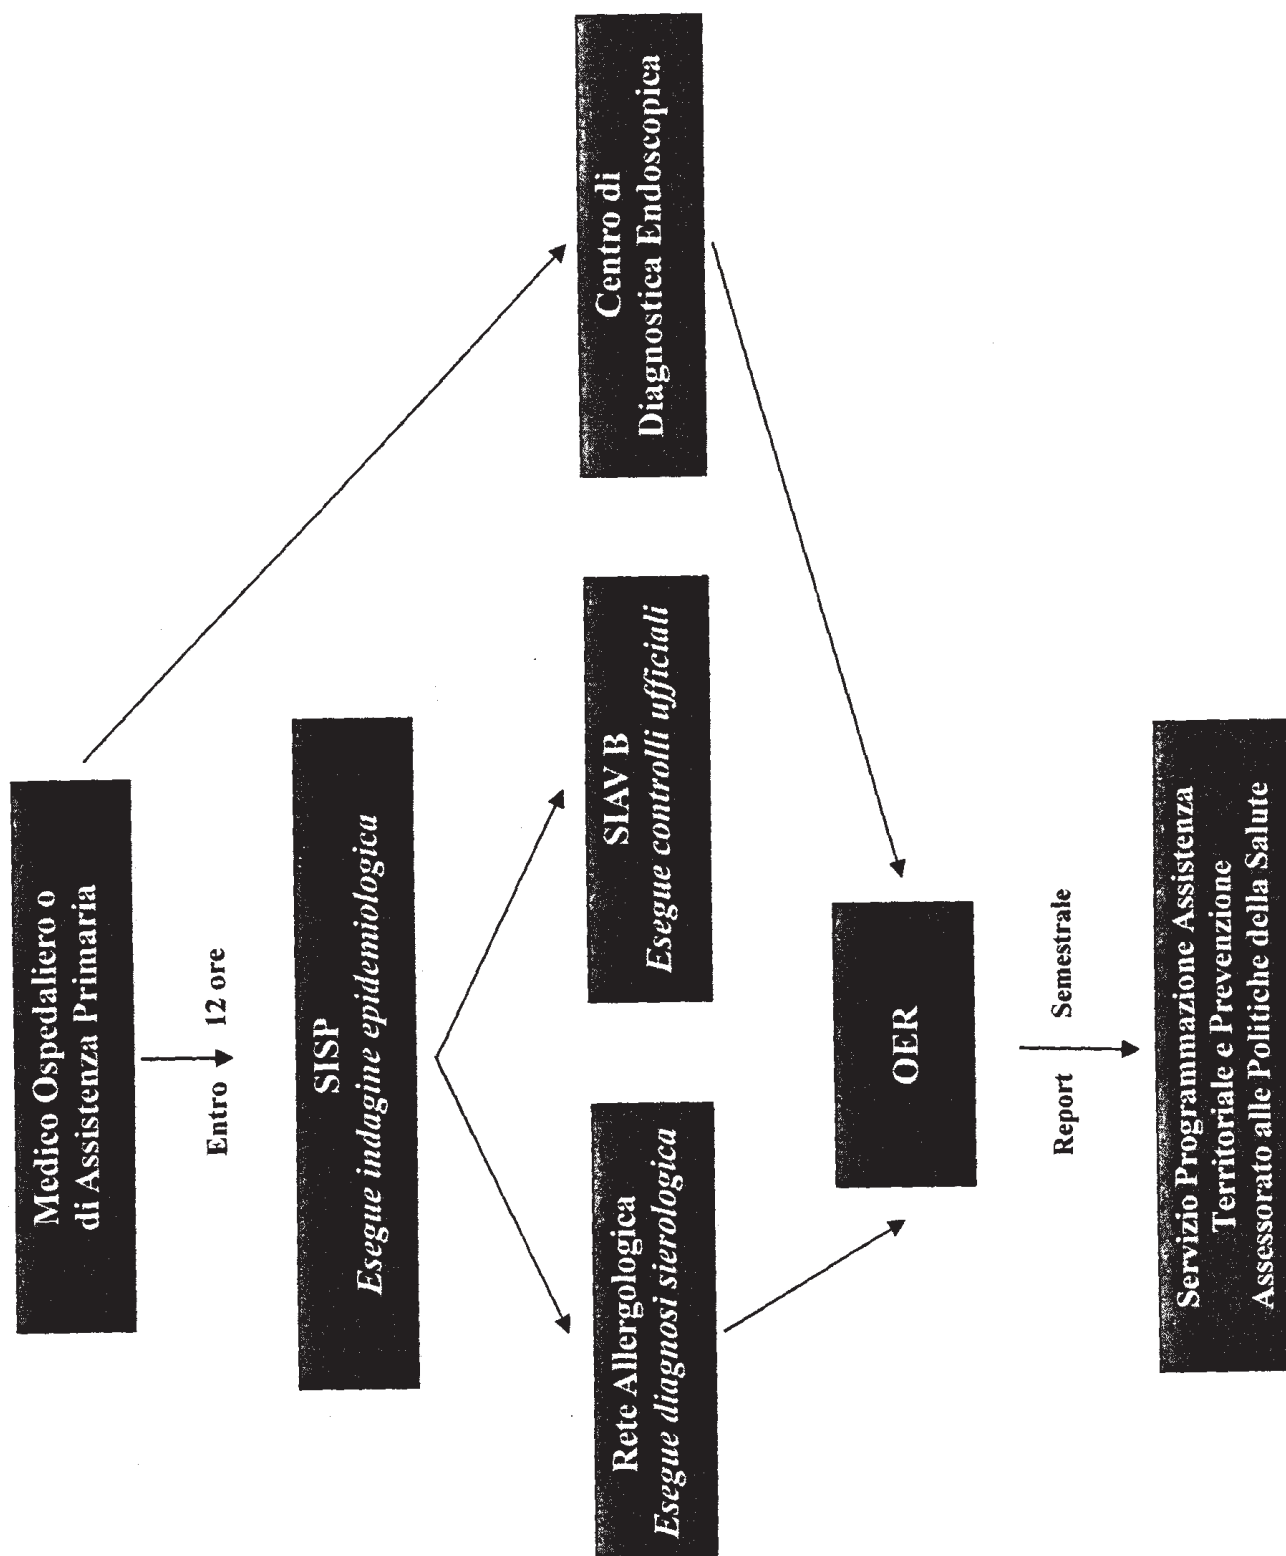 Medico Ospedaliero o
di Assistenza Primaria
Entro 12 ore
SISP
Esegue indagine epidemiologica
Rete Allergologica
Esegue diagnosi sierologica
SIAV B
Esegue controlli ufficiali
Centro di
Diagnostica Endoscopica
OER
Report Semestrale
Servizio Programmazione Assistenza
Territoriale e Prevenzione
Assessorato alle Politiche della Salute